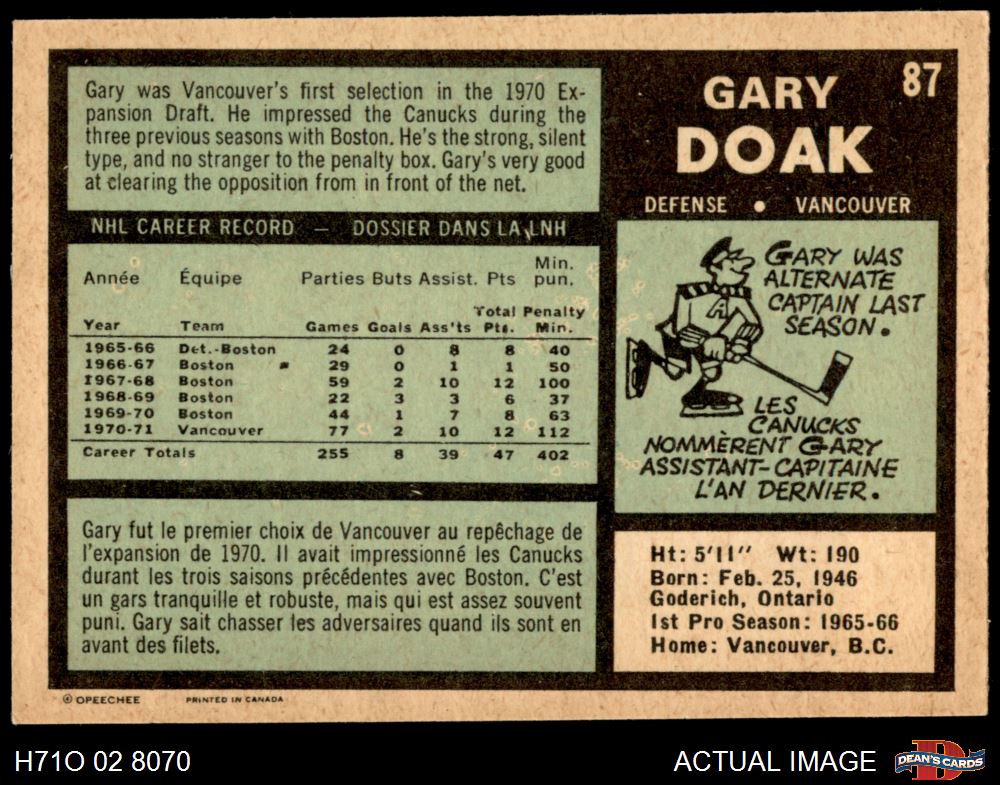 Gary was Vancouver's first selection in the 1970 Ex-
pansion Draft. He impressed the Canucks during the
three previous seasons with Boston. He's the strong, silent
type, and no stranger to the penalty box. Gary's very good
at clearing the opposition from in front of the net.
NHL CAREER RECORD — DOSSIER DANS LA LNH
Année Équipe Parties Buts Assist. Pts Min. pun.
Year Team Games Goals Ass'ts Total Pts. Penalty Min.
1965-66 Det.-Boston 24 0 8 8 40
1966-67 Boston 29 0 1 1 50
1967-68 Boston 59 2 10 12 100
1968-69 Boston 22 3 3 6 37
1969-70 Boston 44 1 7 8 63
1970-71 Vancouver 77 2 10 12 112
Career Totals 255 8 39 47 402
Gary fut le premier choix de Vancouver au repêchage de
l'expansion de 1970. Il avait impressionné les Canucks
durant les trois saisons précédentes avec Boston. C'est
un gars tranquille et robuste, mais qui est assez souvent
puni. Gary sait chasser les adversaires quand ils sont en
avant des filets.
© OPEECHEE PRINTED IN CANADA
87
GARY
DOAK
DEFENSE • VANCOUVER
GARY WAS
ALTERNATE
CAPTAIN LAST
SEASON.
A
LES
CANUCKS
NOMMÈRENT GARY
ASSISTANT-CAPITAINE
L'AN DERNIER.
Ht: 5'11" Wt: 190
Born: Feb. 25, 1946
Goderich, Ontario
1st Pro Season: 1965-66
Home: Vancouver, B.C.
H71O 02 8070
ACTUAL IMAGE
D
DEAN'S CARDS